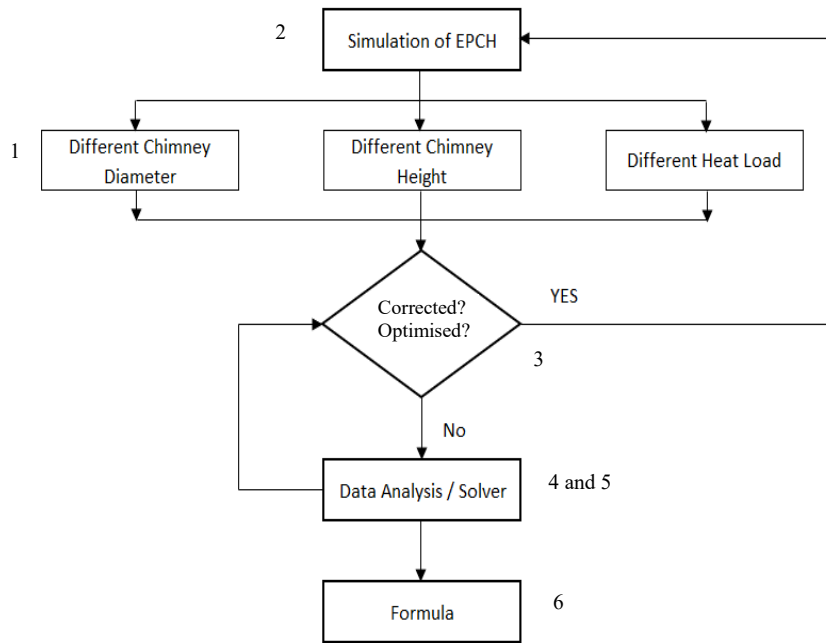 2
Simulation of EPCH
1
Different Chimney
Diameter
Different Chimney
Height
Different Heat Load
Corrected?
Optimised?
YES
3
No
Data Analysis / Solver
4 and 5
Formula
6